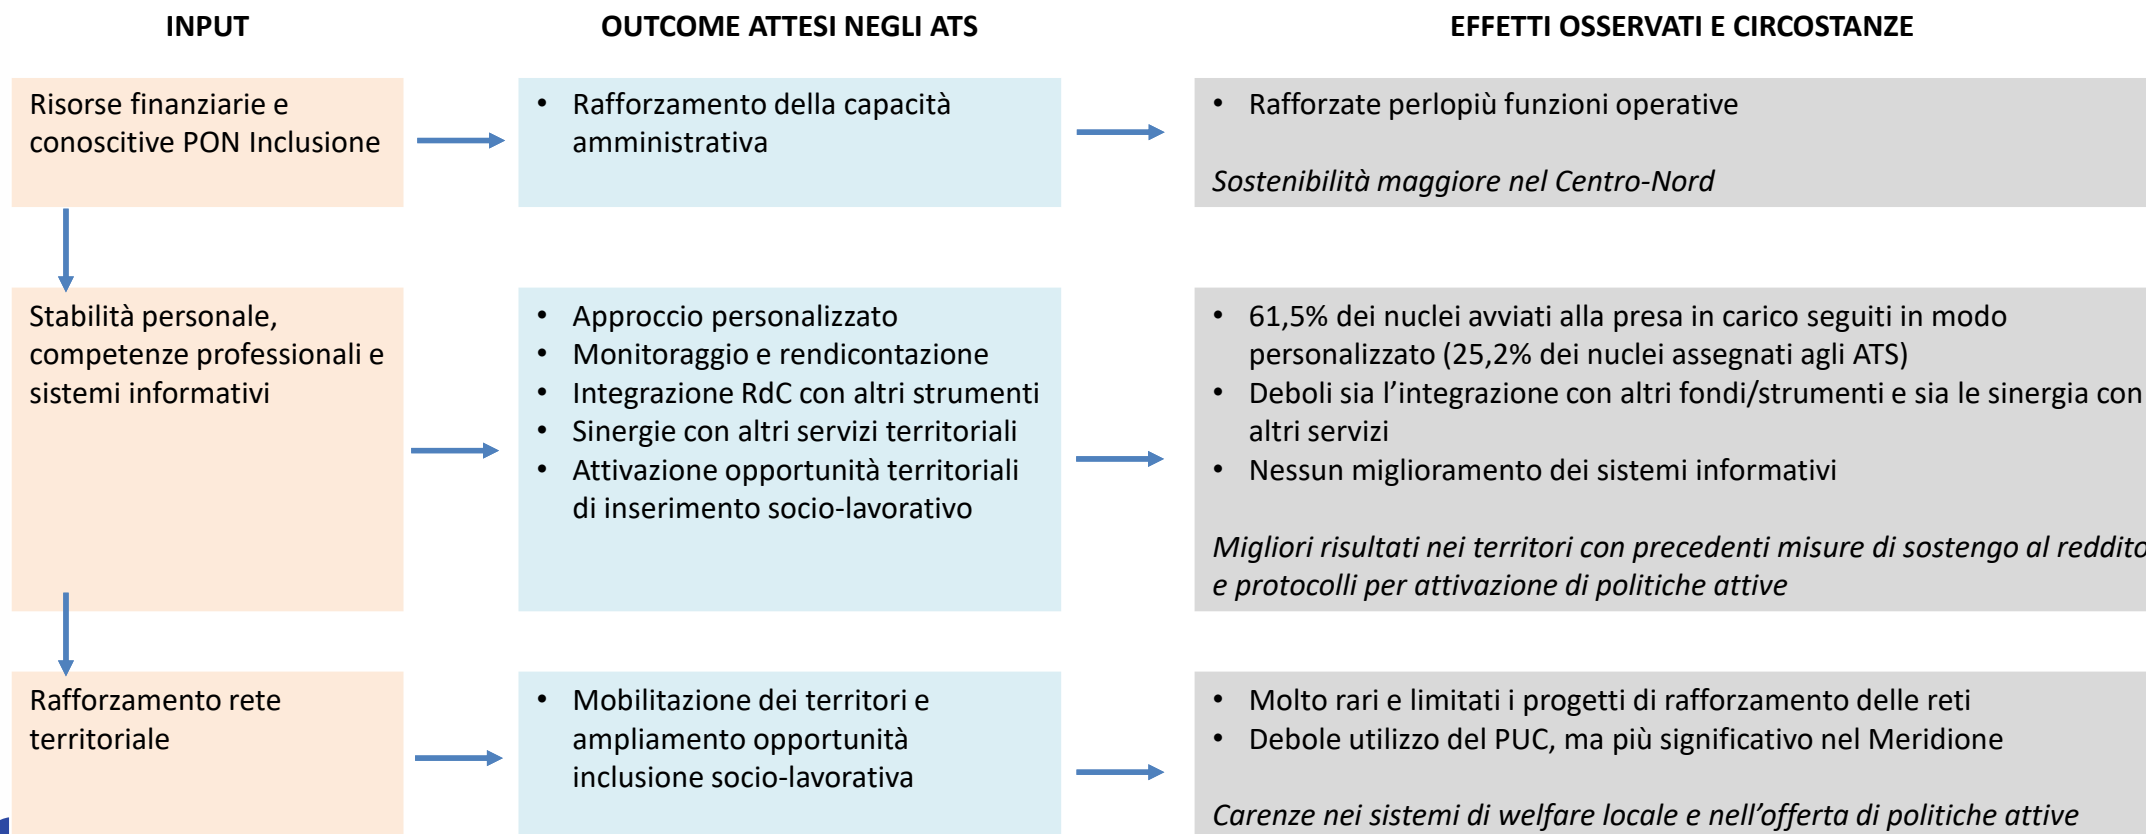 INPUT
OUTCOME ATTESI NEGLI ATS
EFFETTI OSSERVATI E CIRCOSTANZE
Risorse finanziarie e
conoscitive PON Inclusione
• Rafforzamento della capacità
amministrativa
• Rafforzate perlopiù funzioni operative
Sostenibilità maggiore nel Centro-Nord
Stabilità personale,
competenze professionali e
sistemi informativi
• Approccio personalizzato
• Monitoraggio e rendicontazione
• Integrazione RdC con altri strumenti
• Sinergie con altri servizi territoriali
• Attivazione opportunità territoriali
di inserimento socio-lavorativo
• 61,5% dei nuclei avviati alla presa in carico seguiti in modo
personalizzato (25,2% dei nuclei assegnati agli ATS)
• Deboli sia l’integrazione con altri fondi/strumenti e sia le sinergia con
altri servizi
• Nessun miglioramento dei sistemi informativi
Migliori risultati nei territori con precedenti misure di sostengo al reddito
e protocolli per attivazione di politiche attive
Rafforzamento rete
territoriale
• Mobilitazione dei territori e
ampliamento opportunità
inclusione socio-lavorativa
• Molto rari e limitati i progetti di rafforzamento delle reti
• Debole utilizzo del PUC, ma più significativo nel Meridione
Carenze nei sistemi di welfare locale e nell’offerta di politiche attive